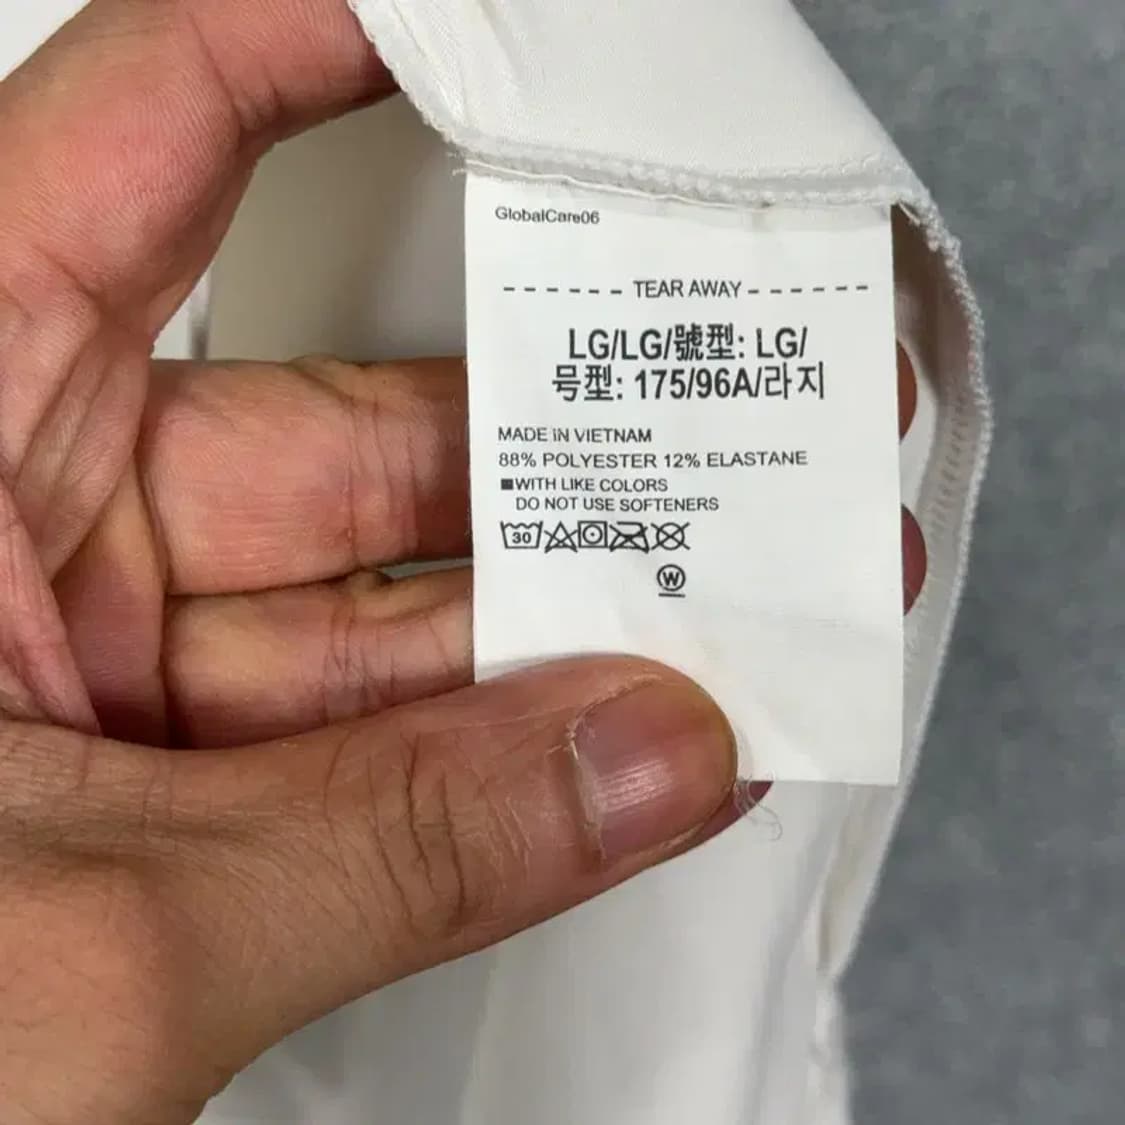 GlobalCare06
- - - - - - TEAR AWAY - - - - - -
LG/LG/號型: LG/
号型: 175/96A/라지
MADE IN VIETNAM
88% POLYESTER 12% ELASTANE
■WITH LIKE COLORS
DO NOT USE SOFTENERS
30
W